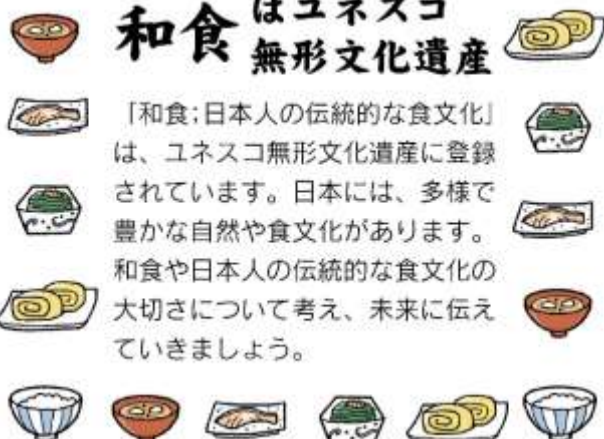 和食はユネスコ
無形文化遺産
「和食;日本人の伝統的な食文化」
は、ユネスコ無形文化遺産に登録
されています。日本には、多様で
豊かな自然や食文化があります。
和食や日本人の伝統的な食文化の
大切さについて考え、未来に伝え
ていきましょう。